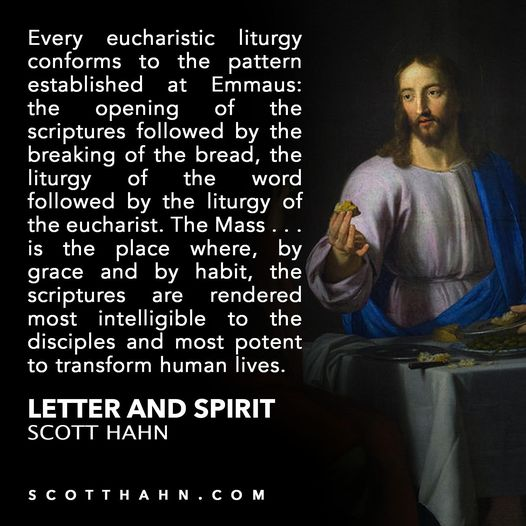 Every eucharistic liturgy
conforms to the pattern
established at Emmaus:
the opening of the
scriptures followed by the
breaking of the bread, the
liturgy of the word
followed by the liturgy of
the eucharist. The Mass . . .
is the place where, by
grace and by habit, the
scriptures are rendered
most intelligible to the
disciples and most potent
to transform human lives.
LETTER AND SPIRIT
SCOTT HAHN
SCOTTHAHN.COM